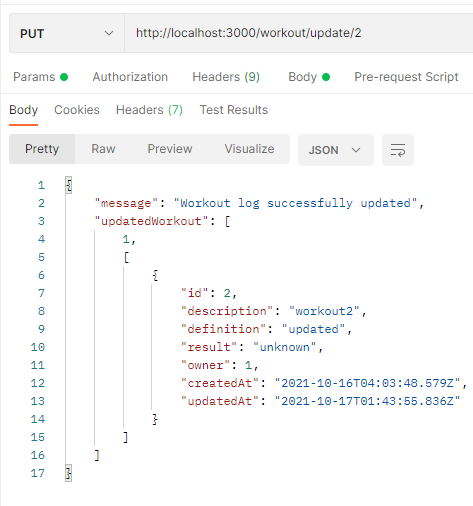 PUT http://localhost:3000/workout/update/2
Params Authorization Headers (9) Body Pre-request Script
Body Cookies Headers (7) Test Results
Pretty Raw Preview Visualize JSON
1 {
2 "message": "Workout log successfully updated",
3 "updatedWorkout": [
4 1,
5 [
6 {
7 "id": 2,
8 "description": "workout2",
9 "definition": "updated",
10 "result": "unknown",
11 "owner": 1,
12 "createdAt": "2021-10-16T04:03:48.579Z",
13 "updatedAt": "2021-10-17T01:43:55.836Z"
14 }
15 ]
16 ]
17 }